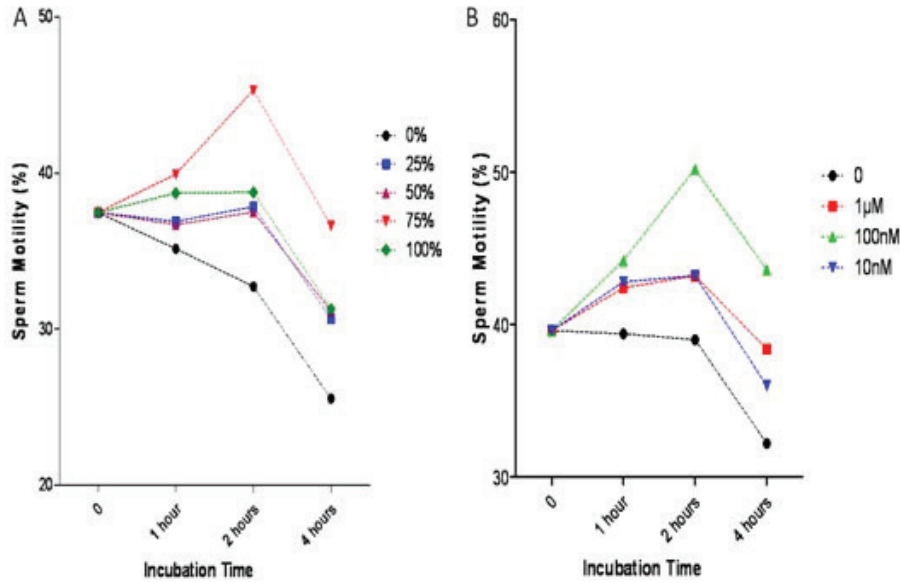 A
50
40
30
20
Sperm Motility (%)
0
1 hour
2 hours
4 hours
Incubation Time
0%
25%
50%
75%
100%
B
60
50
40
30
Sperm Motility (%)
0
1 hour
2 hours
4 hours
Incubation Time
0
1µM
100nM
10nM